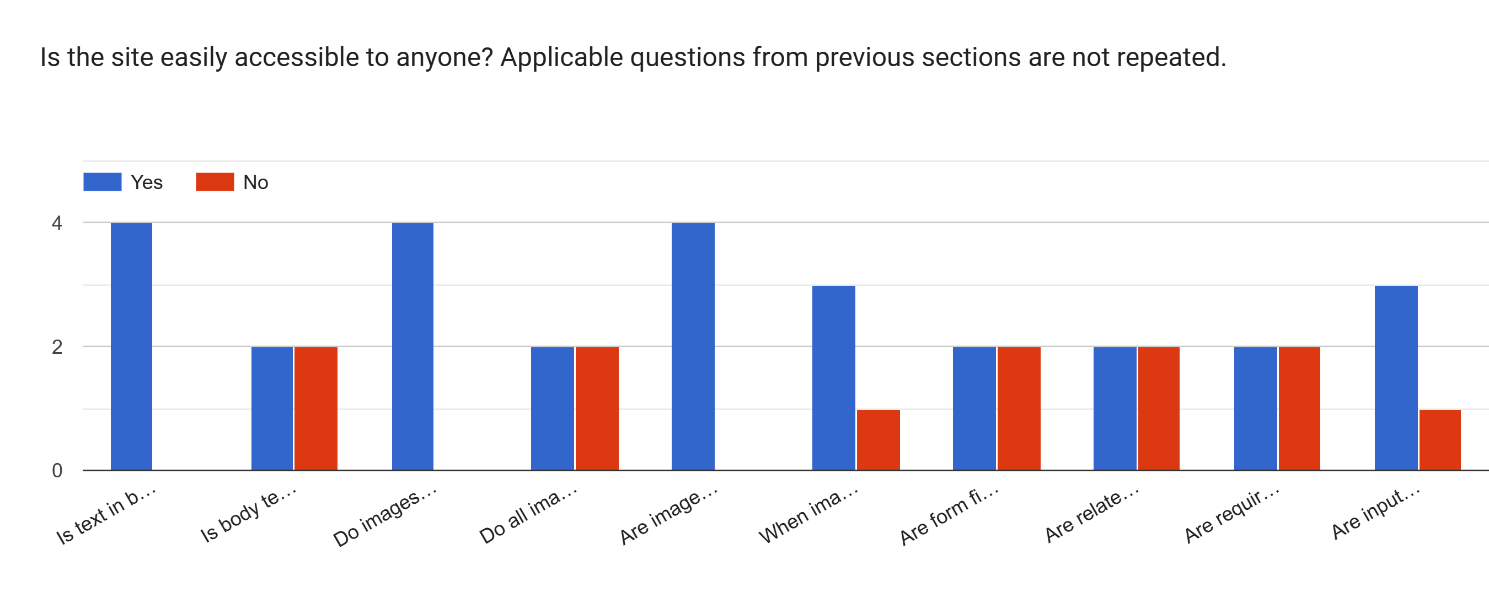 Is the site easily accessible to anyone? Applicable questions from previous sections are not repeated.
Yes
No
4
2
0
Is text in b…
Is body te…
Do images…
Do all ima…
Are image…
When ima…
Are form fi…
Are relate…
Are requir…
Are input…